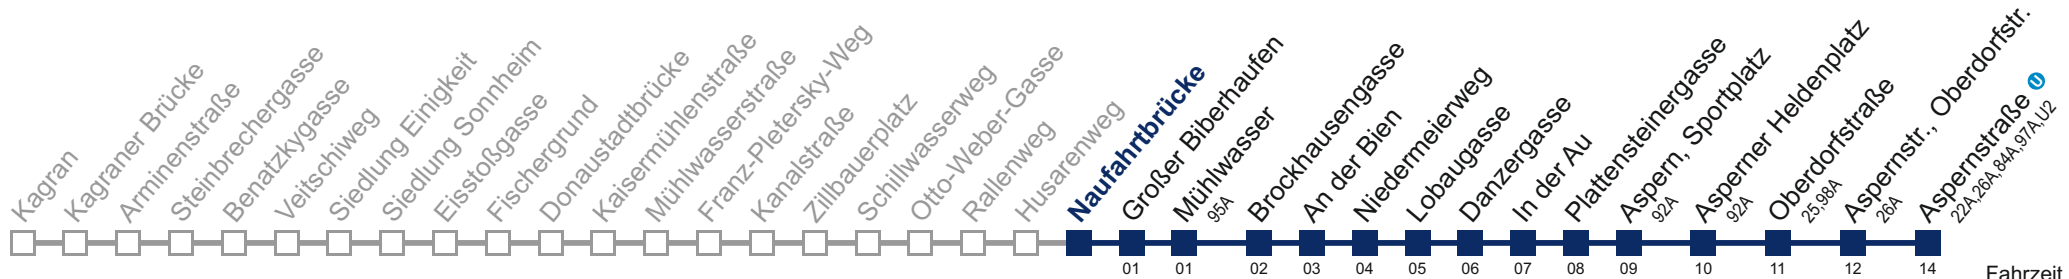 Kagran
Kagraner Brücke
Arminenstraße
Steinbrechergasse
Benatzkygasse
Veitschiweg
Siedlung Einigkeit
Siedlung Sonnheim
Eisstoßgasse
Fischergrund
Donaustadtbrücke
Kaisermühlenstraße
Mühlwasserstraße
Franz-Pletersky-Weg
Kanalstraße
Zillbauerplatz
Schillwasserweg
Otto-Weber-Gasse
Rallenweg
Husarenweg
Naufahrtbrücke
Großer Biberhaufen
Mühlwasser
95A
Brockhausengasse
An der Bien
Niedermeierweg
Lobaugasse
Danzergasse
In der Au
Plattensteinergasse
Aspern, Sportplatz
92A
Asperner Heldenplatz
92A
Oberdorfstraße
25,98A
Aspernstr., Oberdorfstr.
26A
Aspernstraße U
22A,26A,84A,97A,U2
01 01 02 03 04 05 06 07 08 09 10 11 12 14
Fahrzeit